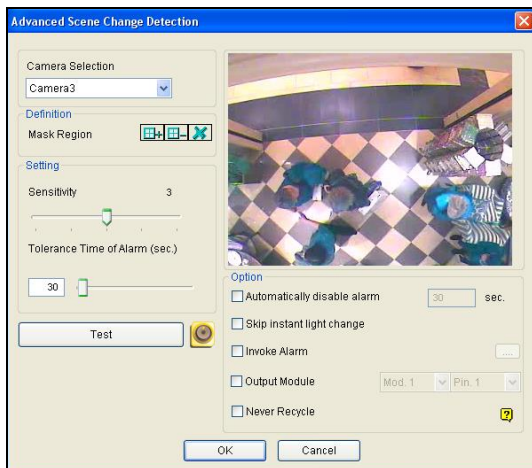 Advanced Scene Change Detection
Camera Selection
Camera3
Definition
Mask Region
Setting
Sensitivity 3
Tolerance Time of Alarm (sec.)
30
Test
Option
Automatically disable alarm 30 sec.
Skip instant light change
Invoke Alarm ...
Output Module Mod. 1 Pin. 1
Never Recycle ?
OK Cancel